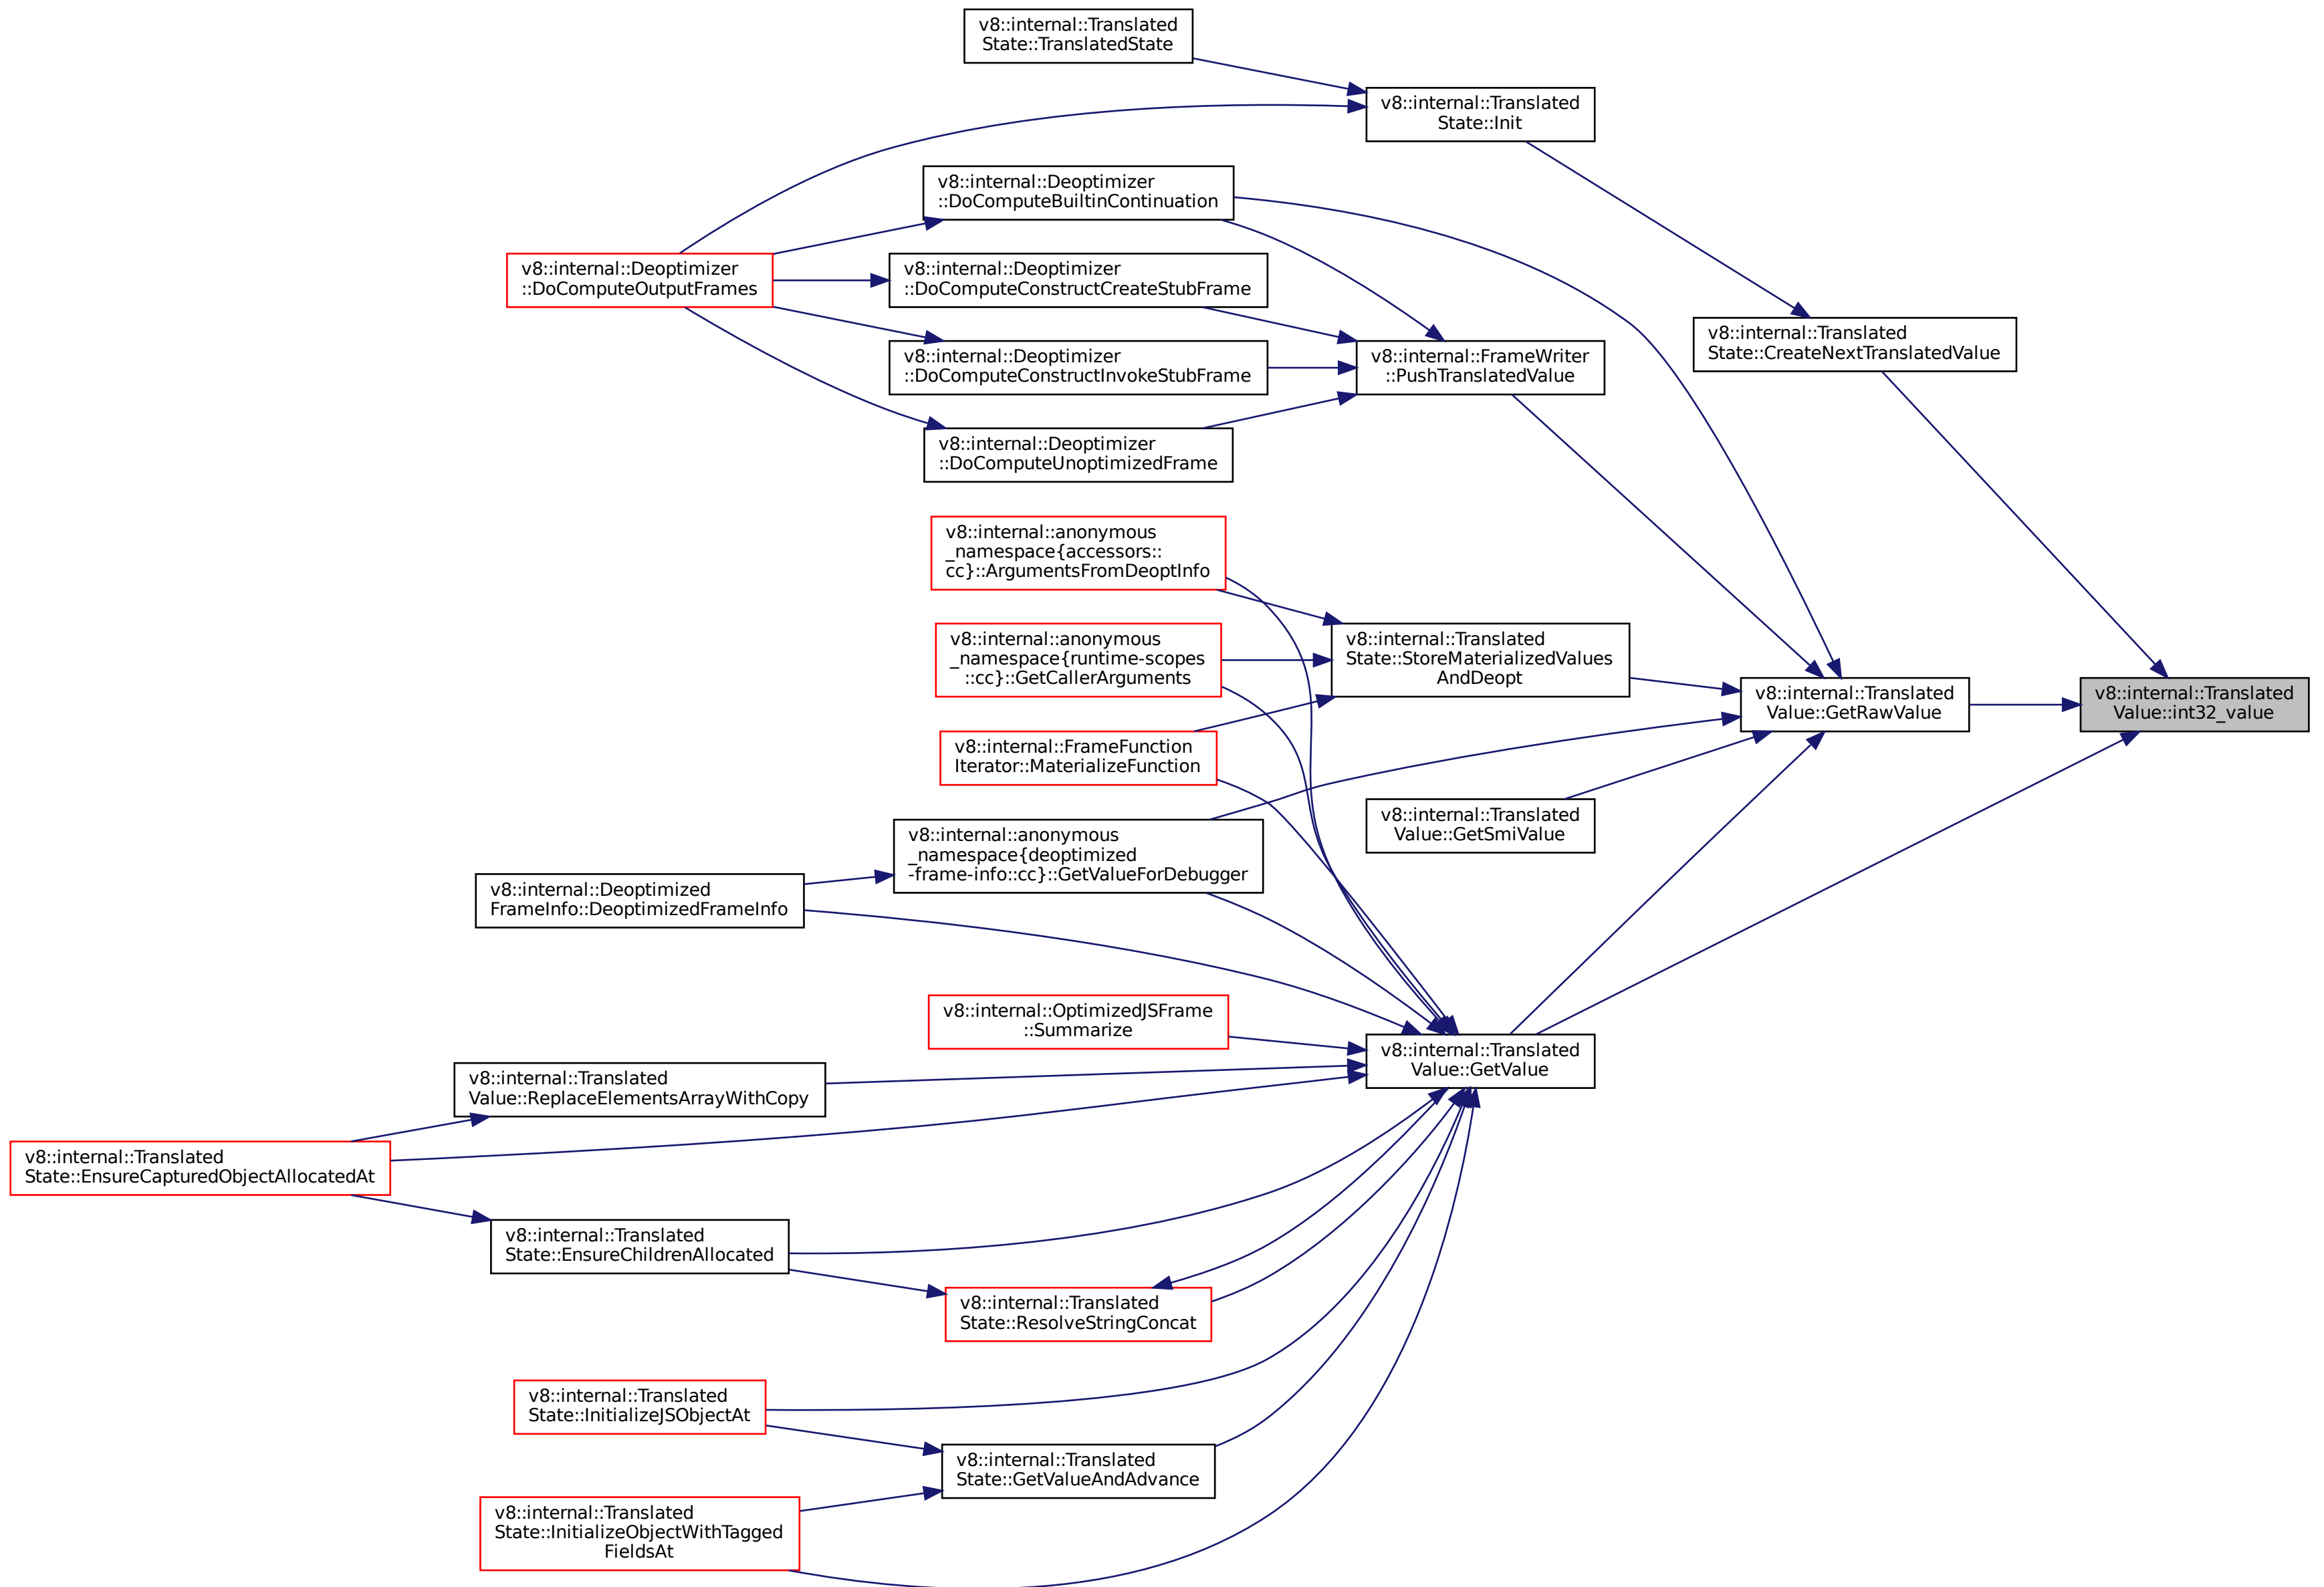 v8::internal::Translated
State::TranslatedState
v8::internal::Translated
State::Init
v8::internal::Deoptimizer
::DoComputeBuiltinContinuation
v8::internal::Deoptimizer
::DoComputeOutputFrames
v8::internal::Deoptimizer
::DoComputeConstructCreateStubFrame
v8::internal::Translated
State::CreateNextTranslatedValue
v8::internal::Deoptimizer
::DoComputeConstructInvokeStubFrame
v8::internal::FrameWriter
::PushTranslatedValue
v8::internal::Deoptimizer
::DoComputeUnoptimizedFrame
v8::internal::anonymous
_namespace{accessors::
cc}::ArgumentsFromDeoptInfo
v8::internal::anonymous
_namespace{runtime-scopes
::cc}::GetCallerArguments
v8::internal::Translated
State::StoreMaterializedValues
AndDeopt
v8::internal::Translated
Value::GetRawValue
v8::internal::Translated
Value::int32_value
v8::internal::FrameFunction
Iterator::MaterializeFunction
v8::internal::Translated
Value::GetSmiValue
v8::internal::anonymous
_namespace{deoptimized
-frame-info::cc}::GetValueForDebugger
v8::internal::Deoptimized
FrameInfo::DeoptimizedFrameInfo
v8::internal::OptimizedJSFrame
::Summarize
v8::internal::Translated
Value::GetValue
v8::internal::Translated
Value::ReplaceElementsArrayWithCopy
v8::internal::Translated
State::EnsureCapturedObjectAllocatedAt
v8::internal::Translated
State::EnsureChildrenAllocated
v8::internal::Translated
State::ResolveStringConcat
v8::internal::Translated
State::InitializeJSObjectAt
v8::internal::Translated
State::GetValueAndAdvance
v8::internal::Translated
State::InitializeObjectWithTagged
FieldsAt